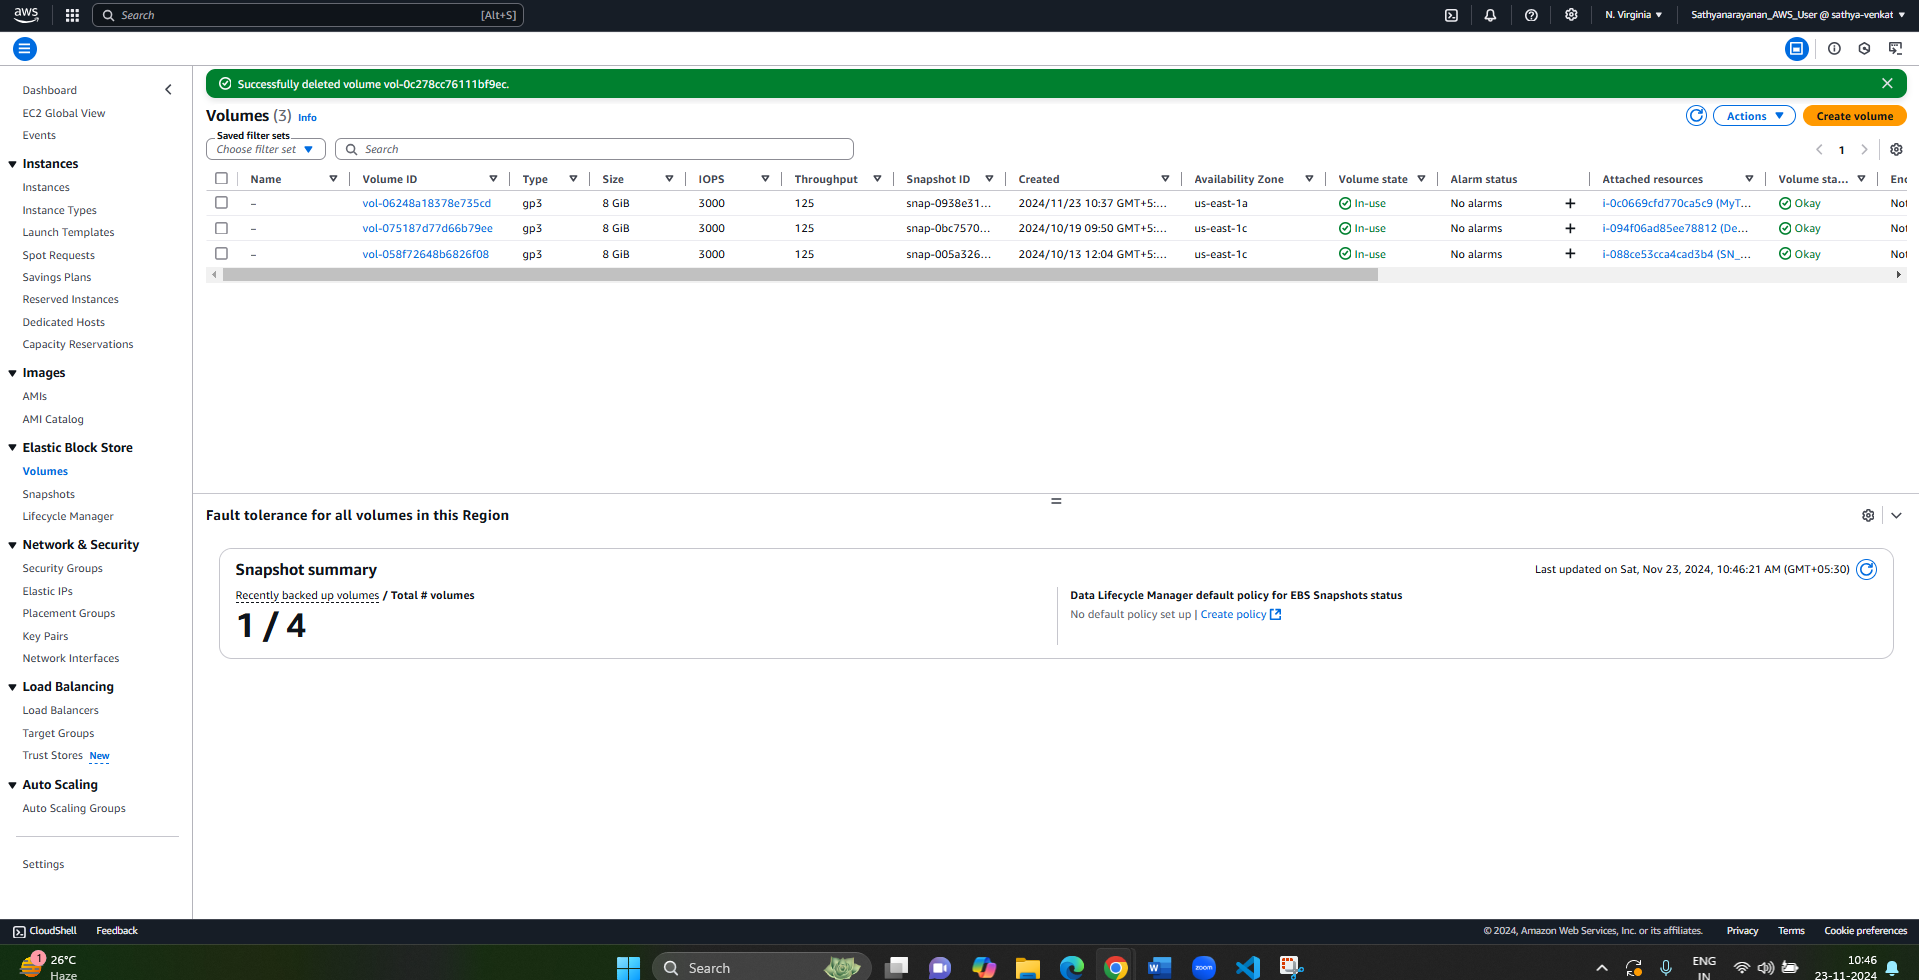 aws Search [Alt+S] N. Virginia Sathyanarayanan_AWS_User @ sathya-venkat
Dashboard
EC2 Global View
Events
Instances
Instances
Instance Types
Launch Templates
Spot Requests
Savings Plans
Reserved Instances
Dedicated Hosts
Capacity Reservations
Images
AMIs
AMI Catalog
Elastic Block Store
Volumes
Snapshots
Lifecycle Manager
Network & Security
Security Groups
Elastic IPs
Placement Groups
Key Pairs
Network Interfaces
Load Balancing
Load Balancers
Target Groups
Trust Stores New
Auto Scaling
Auto Scaling Groups
Settings
Successfully deleted volume vol-0c278cc76111bf9ec.
Volumes (3) Info Actions Create volume
Saved filter sets
Choose filter set Search 1
Name Volume ID Type Size IOPS Throughput Snapshot ID Created Availability Zone Volume state Alarm status Attached resources Volume sta... Enc
– vol-06248a18378e735cd gp3 8 GiB 3000 125 snap-0938e31... 2024/11/23 10:37 GMT+5:... us-east-1a In-use No alarms + i-0c0669cfd770ca5c9 (MyT... Okay Not
– vol-075187d77d66b79ee gp3 8 GiB 3000 125 snap-0bc7570... 2024/10/19 09:50 GMT+5:... us-east-1c In-use No alarms + i-094f06ad85ee78812 (De... Okay Not
– vol-058f72648b6826f08 gp3 8 GiB 3000 125 snap-005a326... 2024/10/13 12:04 GMT+5:... us-east-1c In-use No alarms + i-088ce53cca4cad3b4 (SN_... Okay Not
Fault tolerance for all volumes in this Region
Snapshot summary Last updated on Sat, Nov 23, 2024, 10:46:21 AM (GMT+05:30)
Recently backed up volumes / Total # volumes
1 / 4
Data Lifecycle Manager default policy for EBS Snapshots status
No default policy set up | Create policy
CloudShell Feedback © 2024, Amazon Web Services, Inc. or its affiliates. Privacy Terms Cookie preferences
1 26°C
Haze
Search
zoom
ENG
IN
10:46
23-11-2024